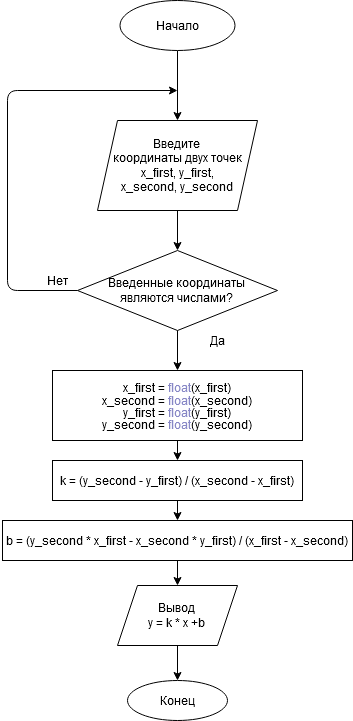 Начало
Введите
координаты двух точек
x_first, y_first,
x_second, y_second
Введенные координаты
являются числами?
Нет
Да
x_first = float(x_first)
x_second = float(x_second)
y_first = float(y_first)
y_second = float(y_second)
k = (y_second - y_first) / (x_second - x_first)
b = (y_second * x_first - x_second * y_first) / (x_first - x_second)
Вывод
y = k * x +b
Конец